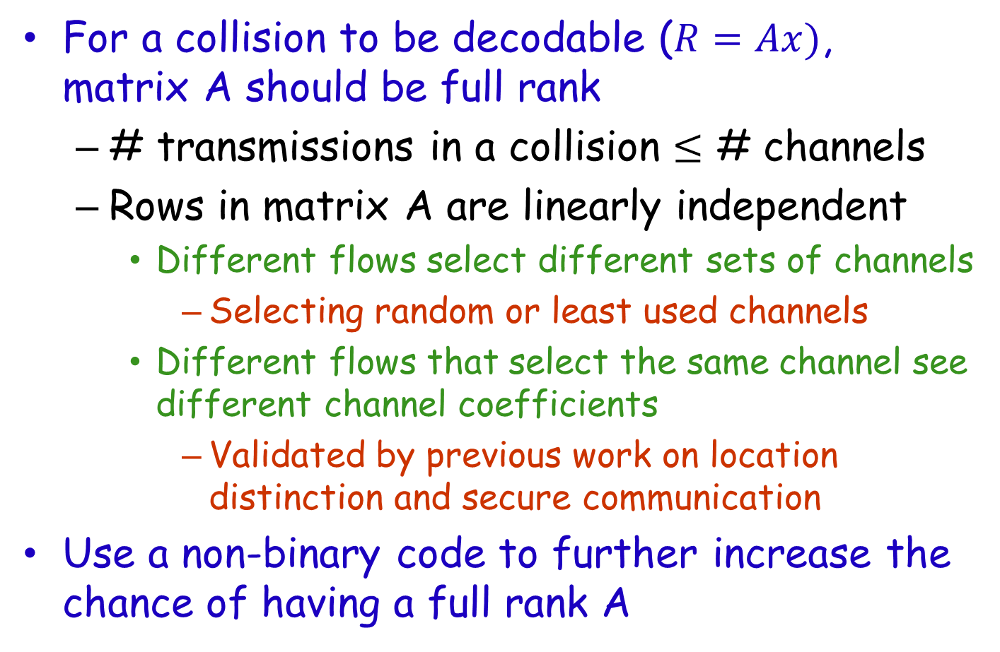 • For a collision to be decodable (R = Ax),
matrix A should be full rank
– # transmissions in a collision ≤ # channels
– Rows in matrix A are linearly independent
• Different flows select different sets of channels
– Selecting random or least used channels
• Different flows that select the same channel see
different channel coefficients
– Validated by previous work on location
distinction and secure communication
• Use a non-binary code to further increase the
chance of having a full rank A